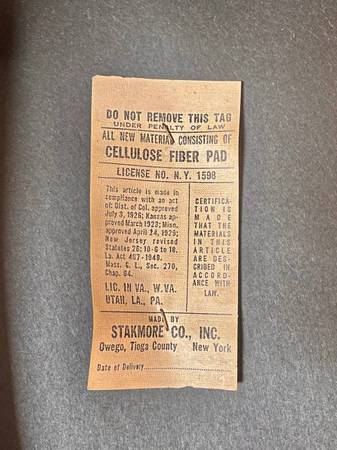 DO NOT REMOVE THIS TAG
UNDER PENALTY OF LAW
ALL NEW MATERIAL CONSISTING OF
CELLULOSE FIBER PAD
LICENSE NO. N.Y. 1598
This article is made in
compliance with an act
of: Dist. of Col. approved
July 3, 1926; Kansas ap-
proved March 1923; Minn.
approved April 24, 1929;
New Jersey revised
Statutes 26; 10-6 to 18.
La. Act 467-1948.
Mass. G. L., Sec. 270,
Chap. 94.
LIC. IN VA., W. VA.
UTAH, LA., PA.
CERTIFICA-
TION IS
MADE
THAT THE
MATERIALS
IN THIS
ARTICLE
ARE DES-
CRIBED IN
ACCORD-
ANCE WITH
LAW.
MADE BY
STAKMORE CO., INC.
Owego, Tioga County New York
Date of Delivery